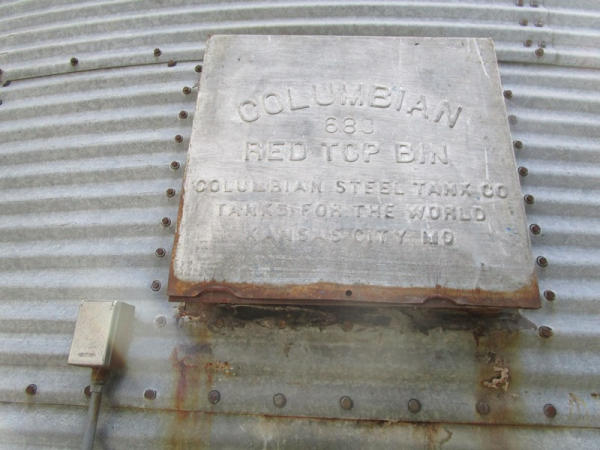 COLUMBIAN
683
RED TOP BIN
COLUMBIAN STEEL TANK CO
TANKS FOR THE WORLD
KANSAS CITY MO